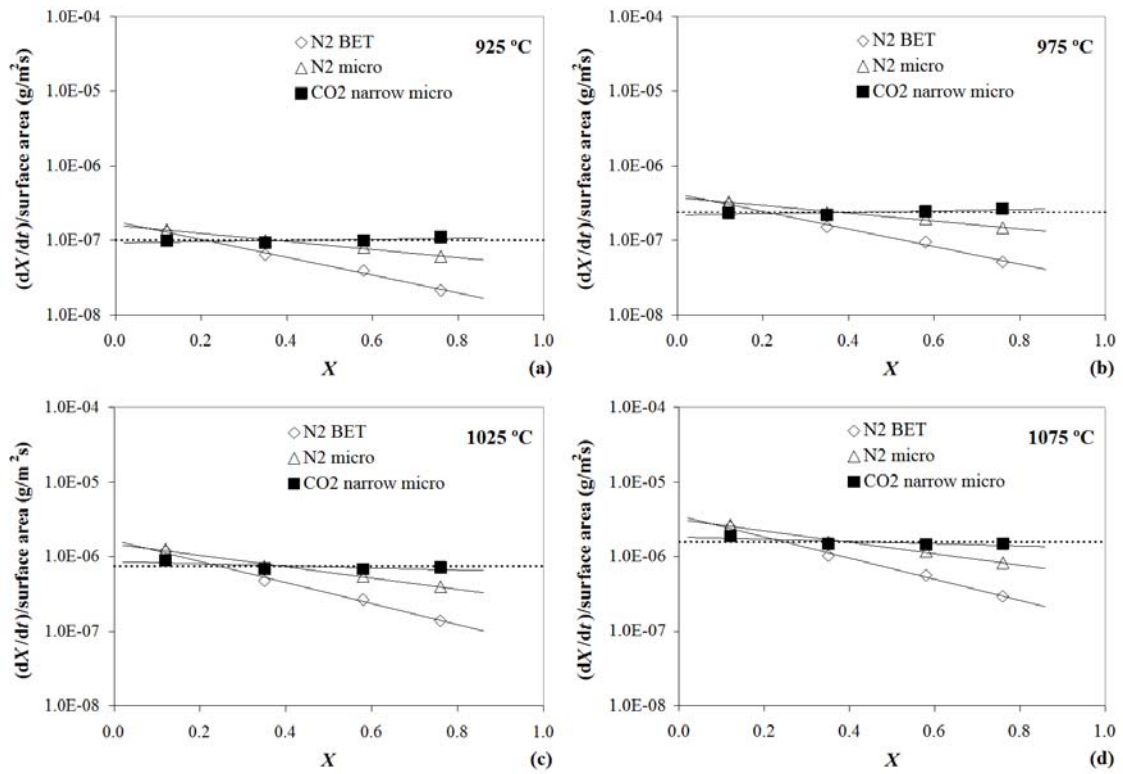 (dX/dt)/surface area (g/m²s)
1.0E-04
1.0E-05
1.0E-06
1.0E-07
1.0E-08
N2 BET
N2 micro
CO2 narrow micro
925 ºC
0.0 0.2 0.4 0.6 0.8 1.0
X
(a)
(dX/dt)/surface area (g/m²s)
1.0E-04
1.0E-05
1.0E-06
1.0E-07
1.0E-08
N2 BET
N2 micro
CO2 narrow micro
975 ºC
0.0 0.2 0.4 0.6 0.8 1.0
X
(b)
(dX/dt)/surface area (g/m²s)
1.0E-04
1.0E-05
1.0E-06
1.0E-07
1.0E-08
N2 BET
N2 micro
CO2 narrow micro
1025 ºC
0.0 0.2 0.4 0.6 0.8 1.0
X
(c)
(dX/dt)/surface area (g/m²s)
1.0E-04
1.0E-05
1.0E-06
1.0E-07
1.0E-08
N2 BET
N2 micro
CO2 narrow micro
1075 ºC
0.0 0.2 0.4 0.6 0.8 1.0
X
(d)